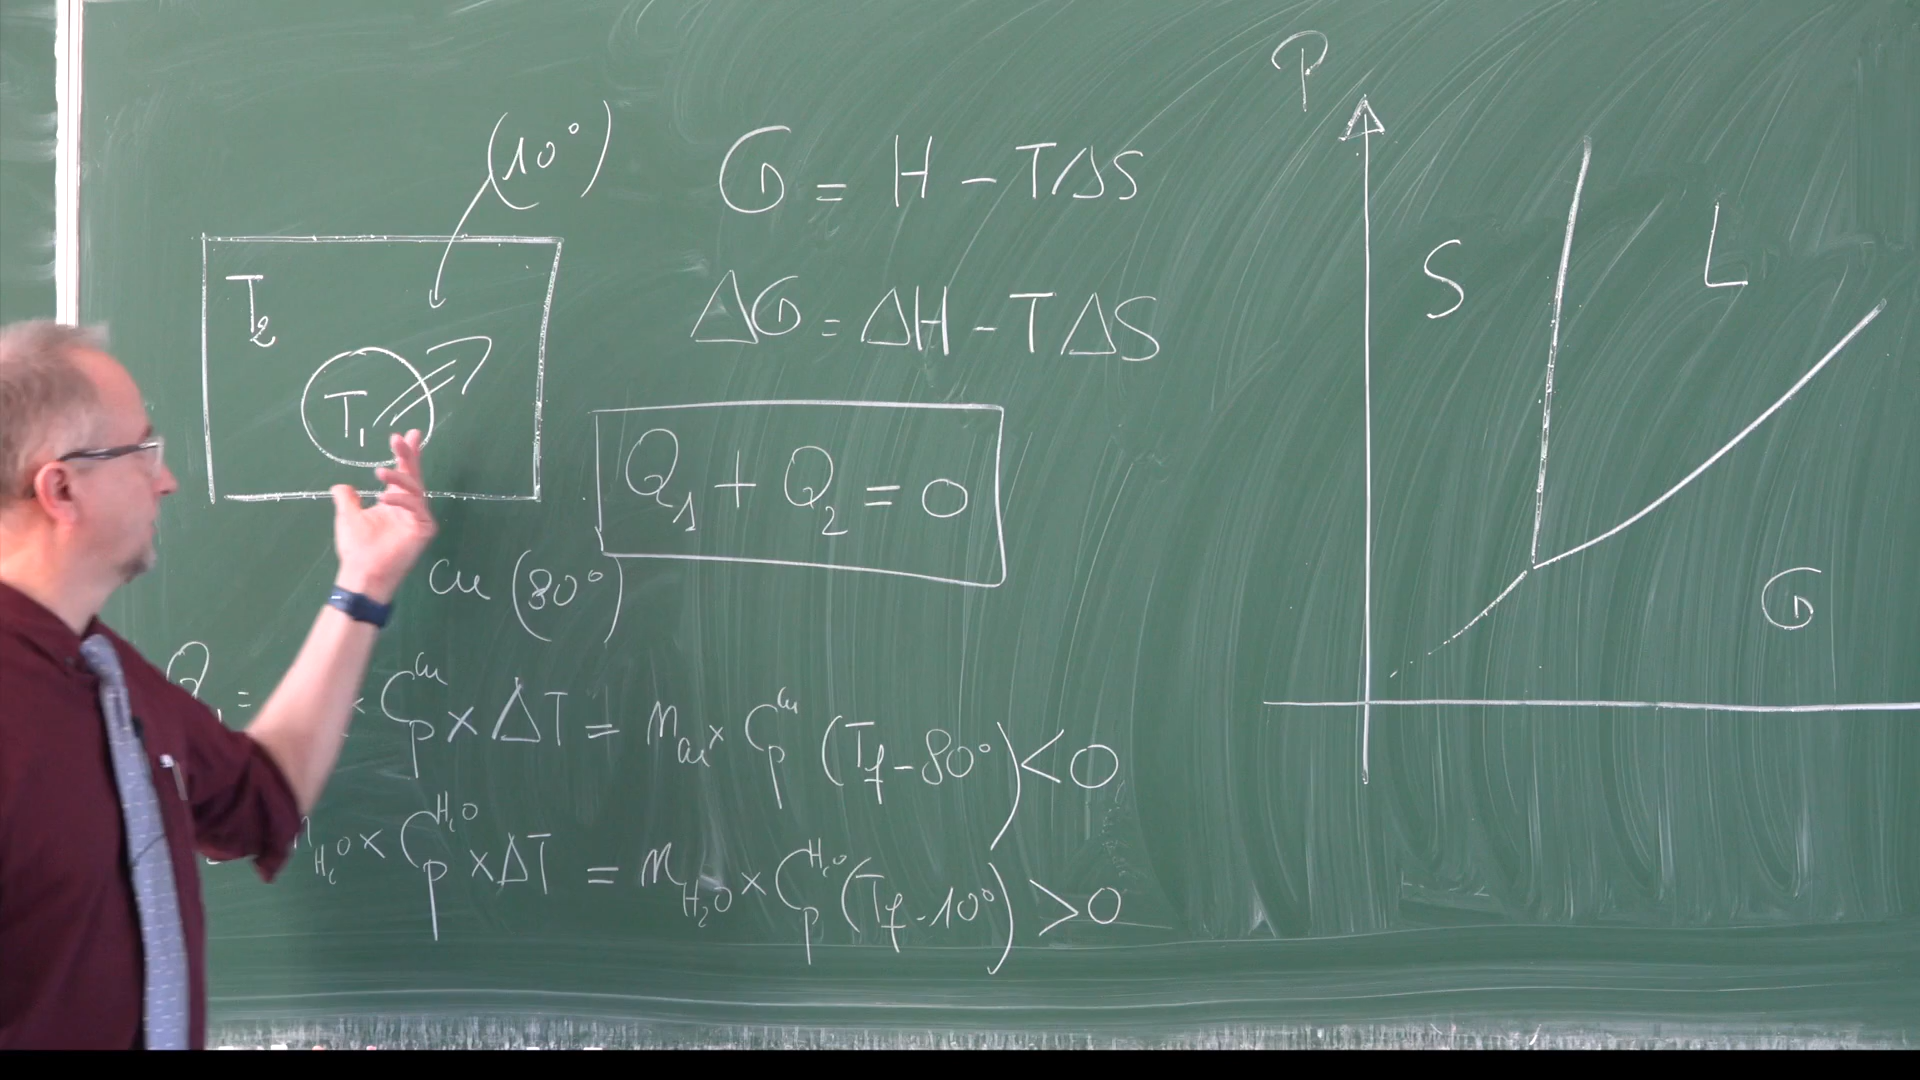 (10°)
T₂
T₁
G = H - TΔS
ΔG = ΔH - TΔS
Q₁ + Q₂ = 0
Cu (80°)
Q = × Cp^Cu × ΔT = m_Cu × Cp^Cu (Tf - 80°) < 0
m_H₂O × Cp^H₂O × ΔT = m_H₂O × Cp^H₂O (Tf - 10°) > 0
P
S
L
G